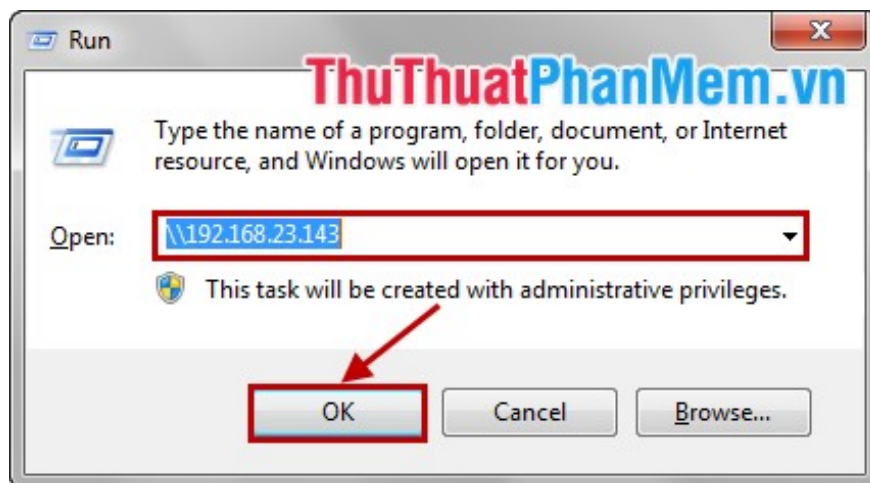 Run
ThuThuatPhanMem.vn
Type the name of a program, folder, document, or Internet
resource, and Windows will open it for you.
Open: \\192.168.23.143
This task will be created with administrative privileges.
OK Cancel Browse...